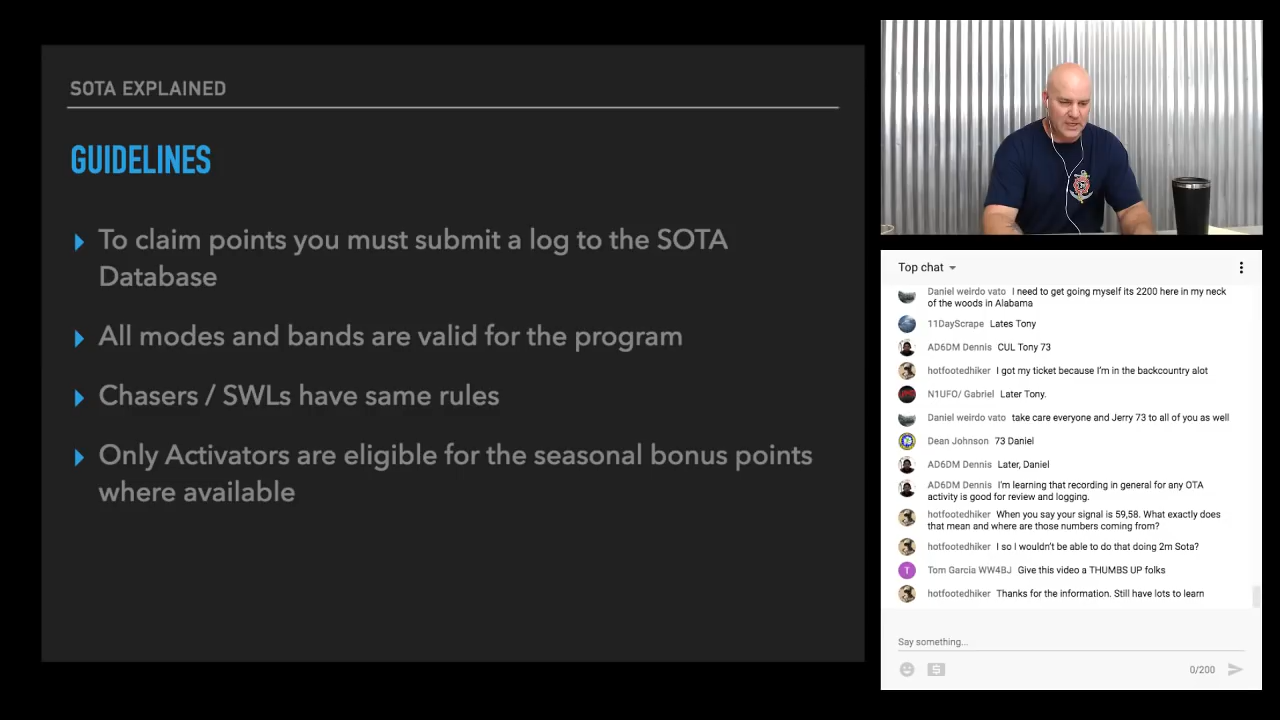 SOTA EXPLAINED
GUIDELINES
To claim points you must submit a log to the SOTA
Database
All modes and bands are valid for the program
Chasers / SWLs have same rules
Only Activators are eligible for the seasonal bonus points
where available
Top chat
Daniel weirdo vato I need to get going myself its 2200 here in my neck
of the woods in Alabama
11DayScrape Lates Tony
AD6DM Dennis CUL Tony 73
hotfootedhiker I got my ticket because I'm in the backcountry alot
N1UFO/ Gabriel Later Tony.
Daniel weirdo vato take care everyone and Jerry 73 to all of you as well
Dean Johnson 73 Daniel
AD6DM Dennis Later, Daniel
AD6DM Dennis I'm learning that recording in general for any OTA
activity is good for review and logging.
hotfootedhiker When you say your signal is 59,58. What exactly does
that mean and where are those numbers coming from?
hotfootedhiker I so I wouldn't be able to do that doing 2m Sota?
T Tom Garcia WW4BJ Give this video a THUMBS UP folks
hotfootedhiker Thanks for the information. Still have lots to learn
Say something...
0/200